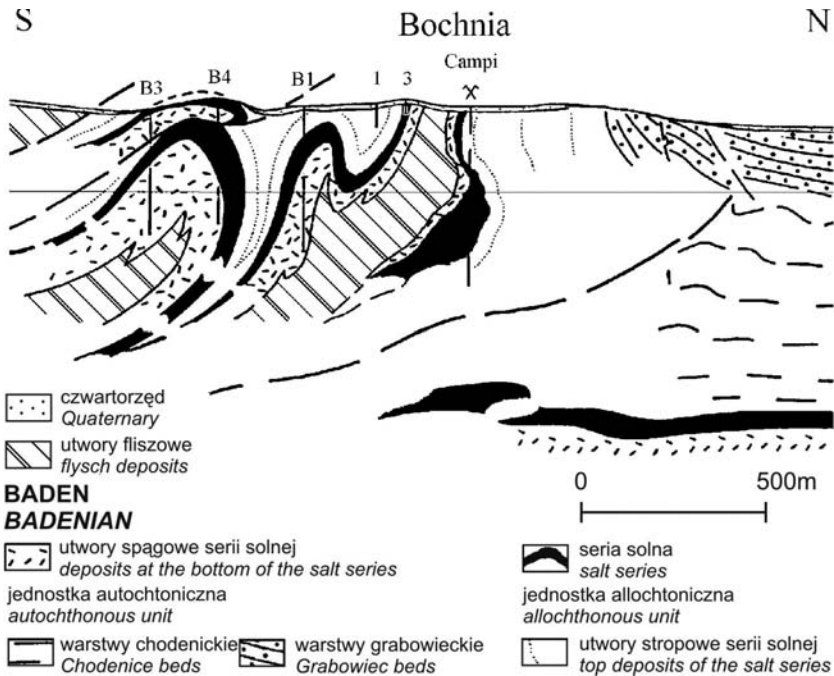 S
Bochnia
N
B3
B4
B1
1
3
Campi
czwartorzęd
Quaternary
utwory fliszowe
flysch deposits
BADEN
BADENIAN
utwory spągowe serii solnej
deposits at the bottom of the salt series
jednostka autochtoniczna
autochthonous unit
warstwy chodenickie
Chodenice beds
warstwy grabowieckie
Grabowiec beds
0
500m
seria solna
salt series
jednostka allochtoniczna
allochthonous unit
utwory stropowe serii solnej
top deposits of the salt series